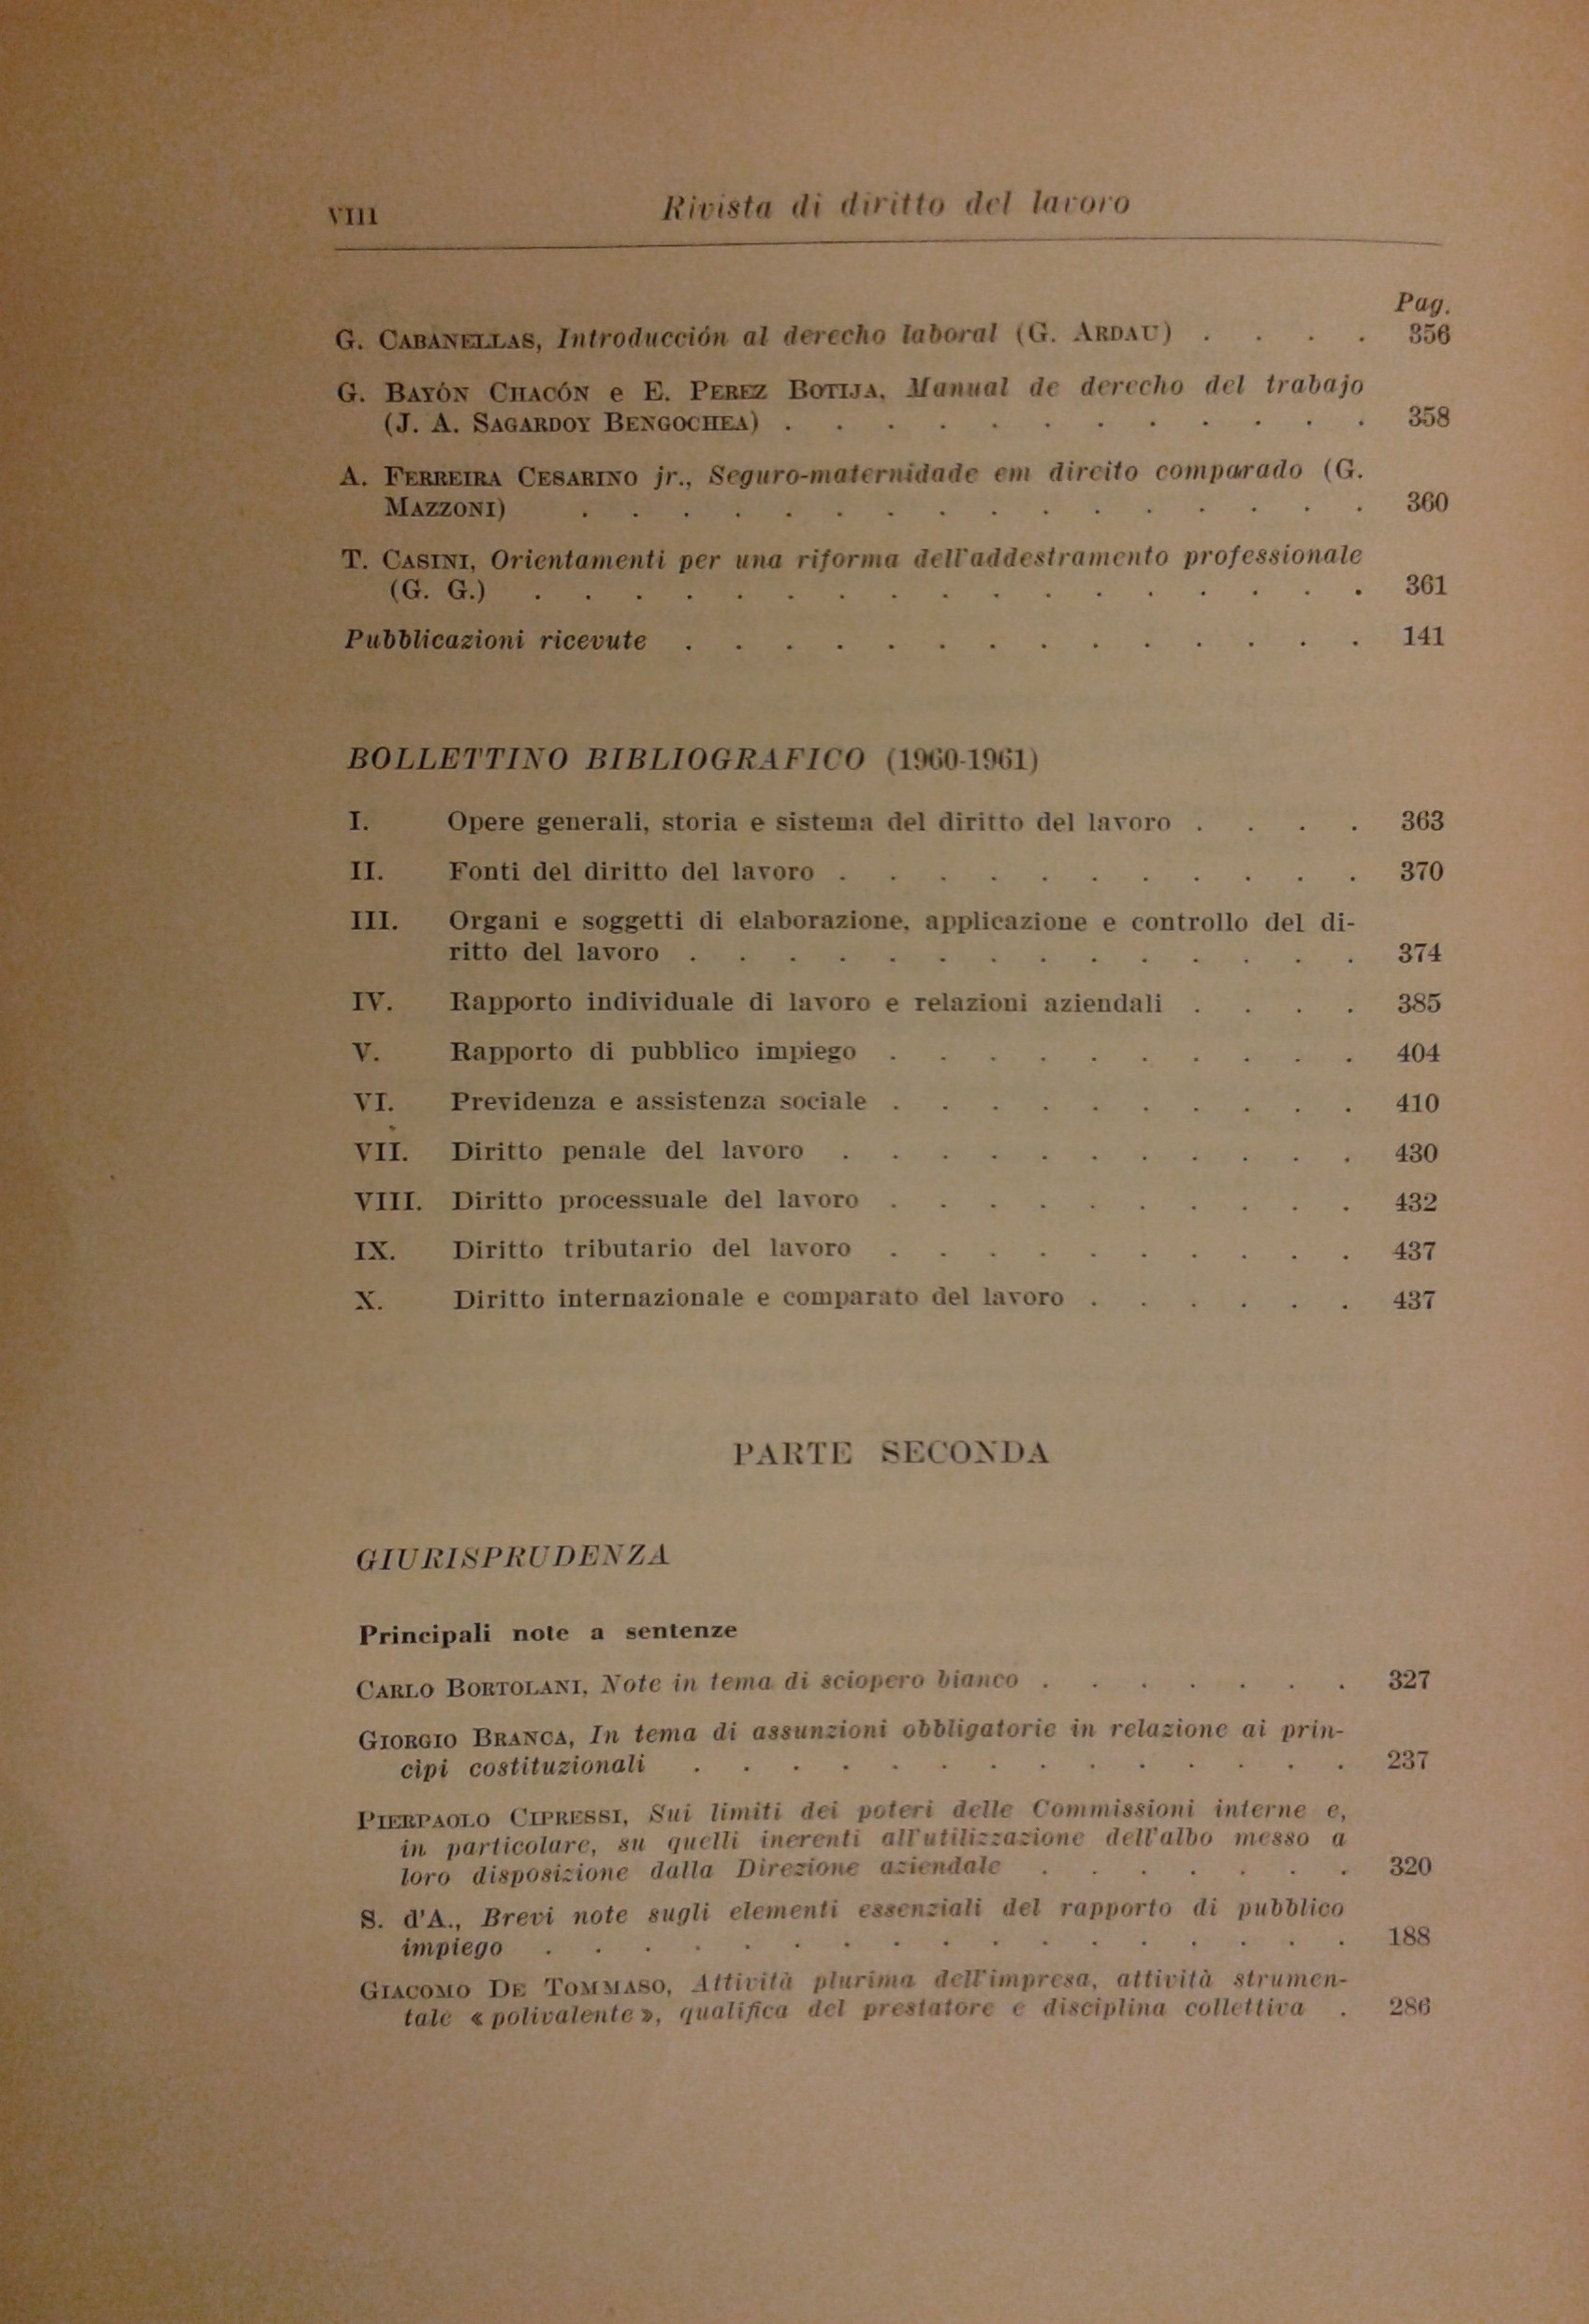 VIII Rivista di diritto del lavoro
Pag.
G. CABANELLAS, Introducción al derecho laboral (G. ARDAU) . . . . 356
G. BAYÓN CHACÓN e E. PEREZ BOTIJA, Manual de derecho del trabajo
(J. A. SAGARDOY BENGOCHEA) . . . . . . . . . . . . 358
A. FERREIRA CESARINO jr., Seguro-maternidade em direito comparado (G.
MAZZONI) . . . . . . . . . . . . . . . . 360
T. CASINI, Orientamenti per una riforma dell'addestramento professionale
(G. G.) . . . . . . . . . . . . . . . . . 361
Pubblicazioni ricevute . . . . . . . . . . . . . . 141
BOLLETTINO BIBLIOGRAFICO (1960-1961)
I. Opere generali, storia e sistema del diritto del lavoro . . . . 363
II. Fonti del diritto del lavoro . . . . . . . . . . . 370
III. Organi e soggetti di elaborazione, applicazione e controllo del di-
ritto del lavoro . . . . . . . . . . . . . . 374
IV. Rapporto individuale di lavoro e relazioni aziendali . . . . 385
V. Rapporto di pubblico impiego . . . . . . . . . . 404
VI. Previdenza e assistenza sociale . . . . . . . . . . 410
VII. Diritto penale del lavoro . . . . . . . . . . . 430
VIII. Diritto processuale del lavoro . . . . . . . . . . 432
IX. Diritto tributario del lavoro . . . . . . . . . . 437
X. Diritto internazionale e comparato del lavoro . . . . . . 437
PARTE SECONDA
GIURISPRUDENZA
Principali note a sentenze
CARLO BORTOLANI, Note in tema di sciopero bianco . . . . . . . 327
GIORGIO BRANCA, In tema di assunzioni obbligatorie in relazione ai prin-
cipi costituzionali . . . . . . . . . . . . . . 237
PIERPAOLO CIPRESSI, Sui limiti dei poteri delle Commissioni interne e,
in particolare, su quelli inerenti all'utilizzazione dell'albo messo a
loro disposizione dalla Direzione aziendale . . . . . . . 320
S. d'A., Brevi note sugli elementi essenziali del rapporto di pubblico
impiego . . . . . . . . . . . . . . . . . 188
GIACOMO DE TOMMASO, Attività plurima dell'impresa, attività strumen-
tale « polivalente », qualifica del prestatore e disciplina collettiva . 286